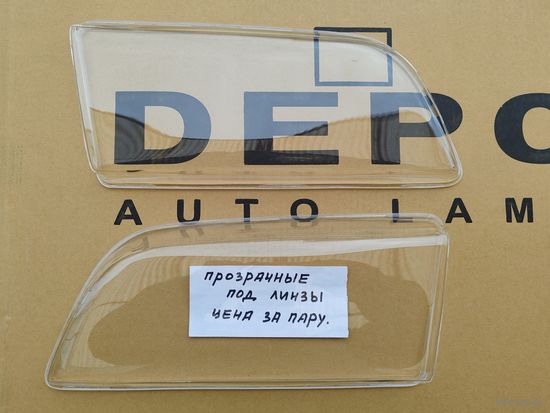 DEPO
AUTO LAM
ПРОЗРАЧНЫЕ
ПОД ЛИНЗЫ
ЦЕНА ЗА ПАРУ.